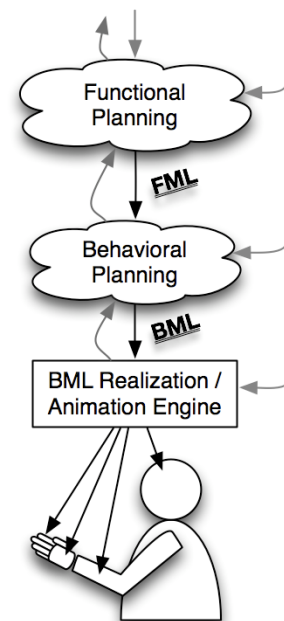 Functional
Planning
FML
Behavioral
Planning
BML
BML Realization /
Animation Engine